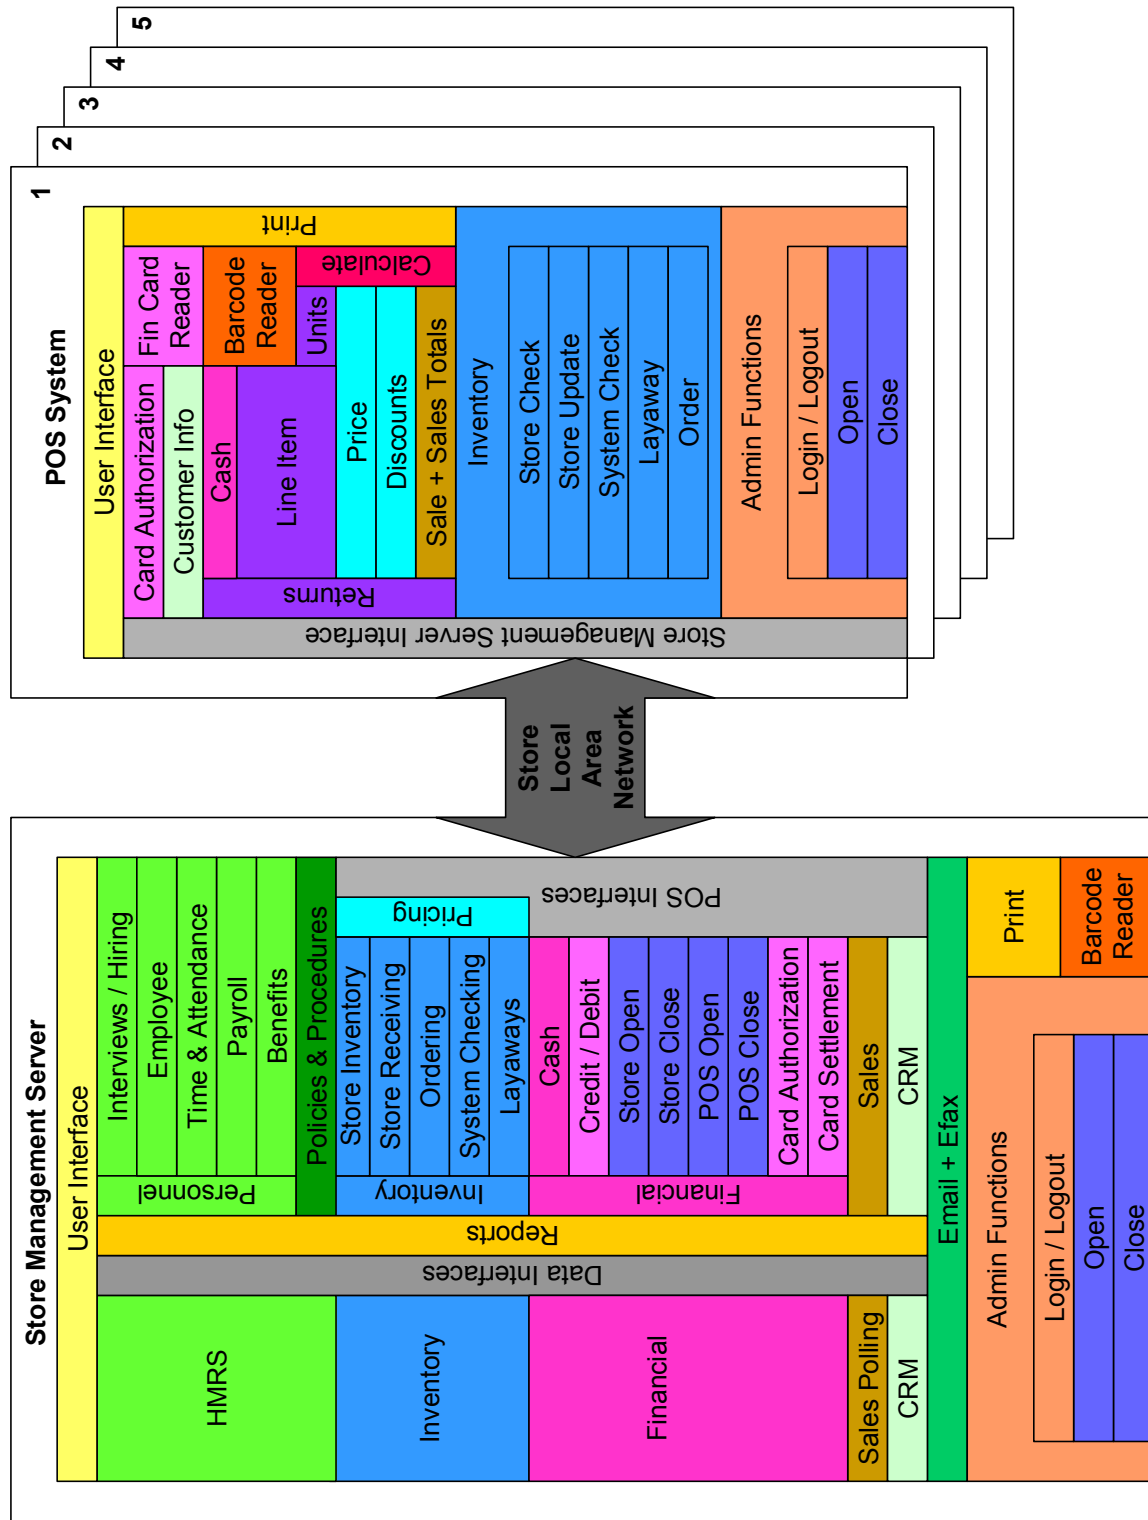 Store Management Server
User Interface
HMRS
Inventory
Financial
Sales Polling
CRM
Data Interfaces
Reports
Personnel
Interviews / Hiring
Employee
Time & Attendance
Payroll
Benefits
Policies & Procedures
Inventory
Store Inventory
Store Receiving
Ordering
System Checking
Layaways
Pricing
Financial
Cash
Credit / Debit
Store Open
Store Close
POS Open
POS Close
Card Authorization
Card Settlement
Sales
CRM
POS Interfaces
Email + Efax
Admin Functions
Login / Logout
Open
Close
Print
Barcode
Reader
Store
Local
Area
Network
POS System
1
2
3
4
5
User Interface
Store Management Server Interface
Card Authorization
Fin Card
Reader
Customer Info
Print
Returns
Cash
Barcode
Reader
Line Item
Units
Calculate
Price
Discounts
Sale + Sales Totals
Inventory
Store Check
Store Update
System Check
Layaway
Order
Admin Functions
Login / Logout
Open
Close